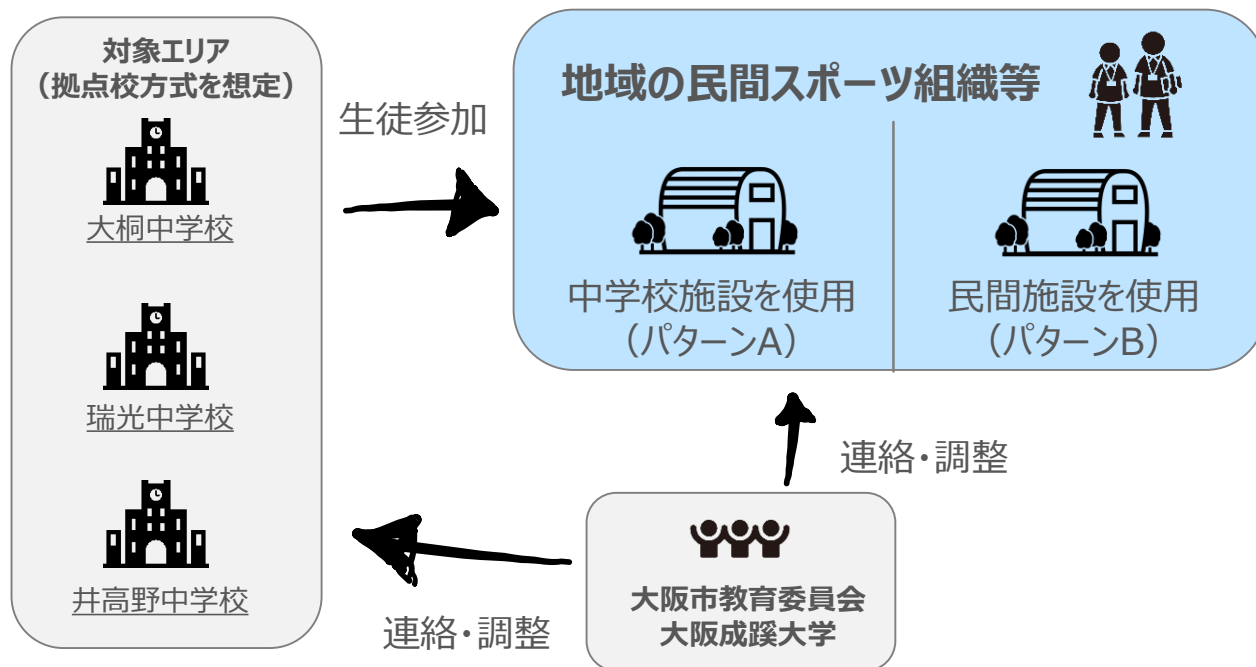 対象エリア
（拠点校方式を想定）
大桐中学校
瑞光中学校
井高野中学校
生徒参加
地域の民間スポーツ組織等
中学校施設を使用
（パターンA）
民間施設を使用
（パターンB）
連絡・調整
連絡・調整
大阪市教育委員会
大阪成蹊大学